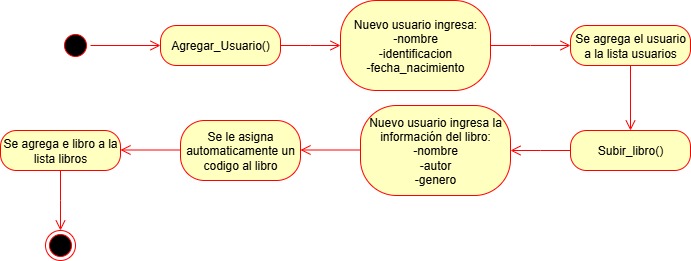 Agregar_Usuario()
Nuevo usuario ingresa:
-nombre
-identificacion
-fecha_nacimiento
Se agrega el usuario
a la lista usuarios
Subir_libro()
Nuevo usuario ingresa la
información del libro:
-nombre
-autor
-genero
Se le asigna
automaticamente un
codigo al libro
Se agrega e libro a la
lista libros